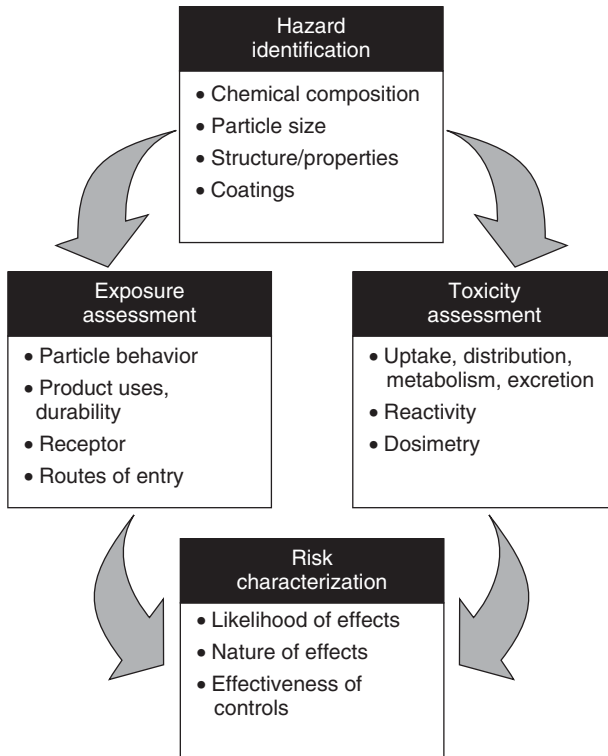 Hazard
identification
• Chemical composition
• Particle size
• Structure/properties
• Coatings
Exposure
assessment
• Particle behavior
• Product uses,
durability
• Receptor
• Routes of entry
Toxicity
assessment
• Uptake, distribution,
metabolism, excretion
• Reactivity
• Dosimetry
Risk
characterization
• Likelihood of effects
• Nature of effects
• Effectiveness of
controls